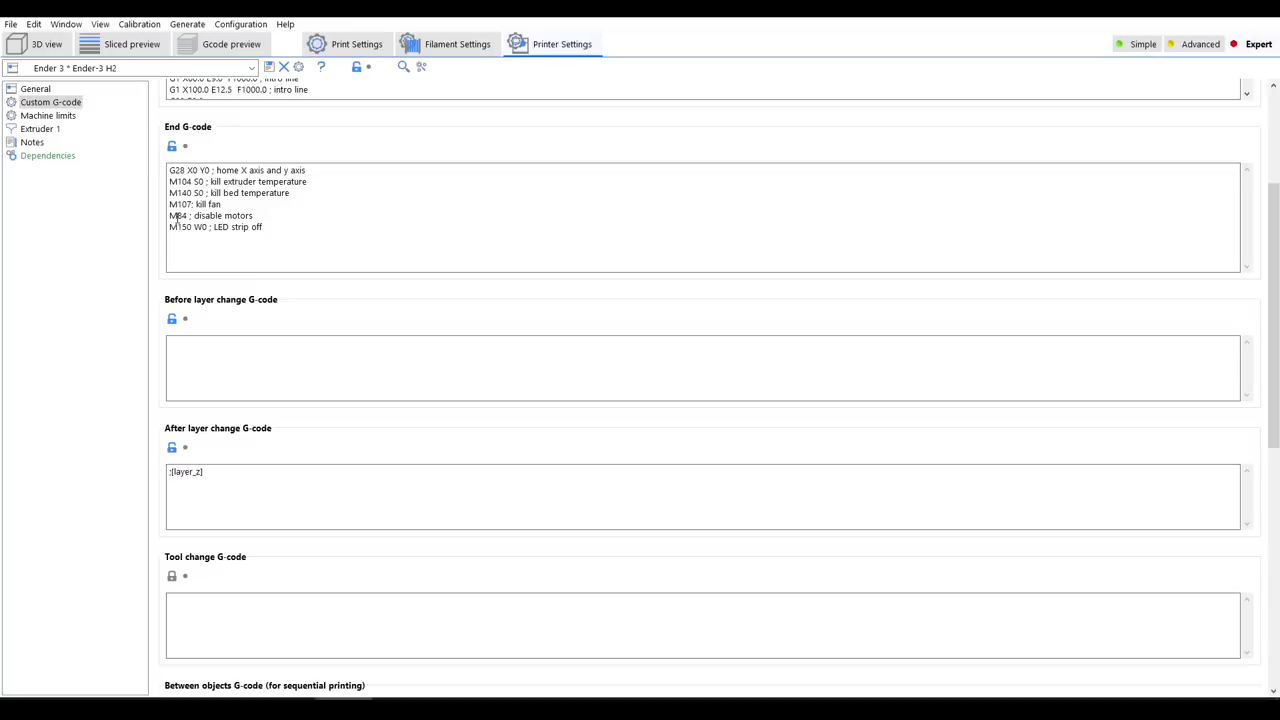 File Edit Window View Calibration Generate Configuration Help
3D view Sliced preview Gcode preview Print Settings Filament Settings Printer Settings Simple Advanced Expert
Ender 3 * Ender-3 H2
General
Custom G-code
Machine limits
Extruder 1
Notes
Dependencies
G1 X100.0 E12.5 F1000.0 ; intro line
End G-code
G28 X0 Y0 ; home X axis and y axis
M104 S0 ; kill extruder temperature
M140 S0 ; kill bed temperature
M107; kill fan
M84 ; disable motors
M150 W0 ; LED strip off
Before layer change G-code
After layer change G-code
;[layer_z]
Tool change G-code
Between objects G-code (for sequential printing)